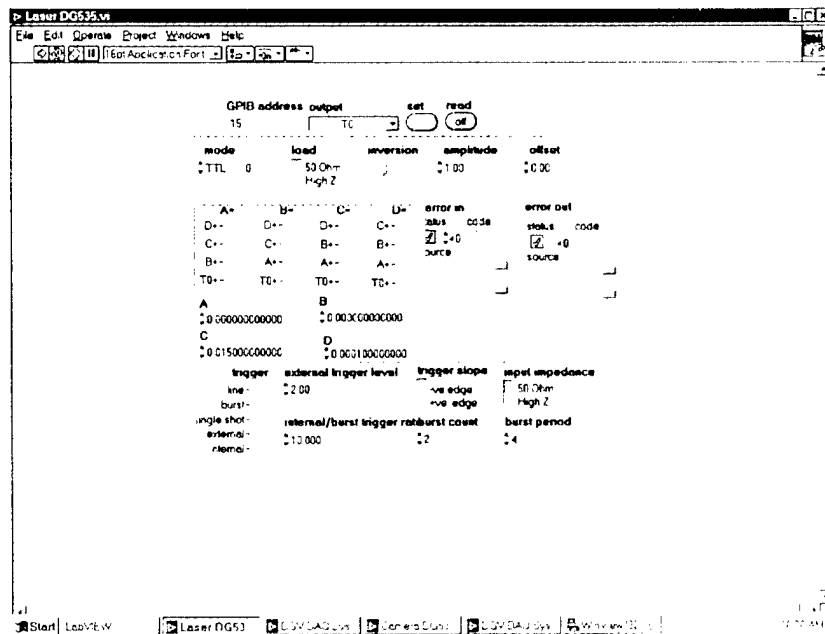 Laser DG535.vi
File Edit Operate Project Windows Help
16pt Application Font
GPIB address output set read
15 T0 off
mode load inversion amplitude offset
TTL 0 50 Ohm 1.00 0.00
High Z
A= B= C= D= error in error out
D+- D+- D+- C+- status code status code
C+- C+- B+- B+- 0 0
B+- A+- A+- A+- source source
T0+- T0+- T0+- T0+-
A B
0.000000000000
C D
0.015000000000 0.000100000000
trigger external trigger level trigger slope input impedance
line 2.00 -ve edge 50 Ohm
burst +ve edge High Z
single shot internal/burst trigger rate burst count burst period
external 10.000 2 4
internal
Start LabVIEW Laser DG53